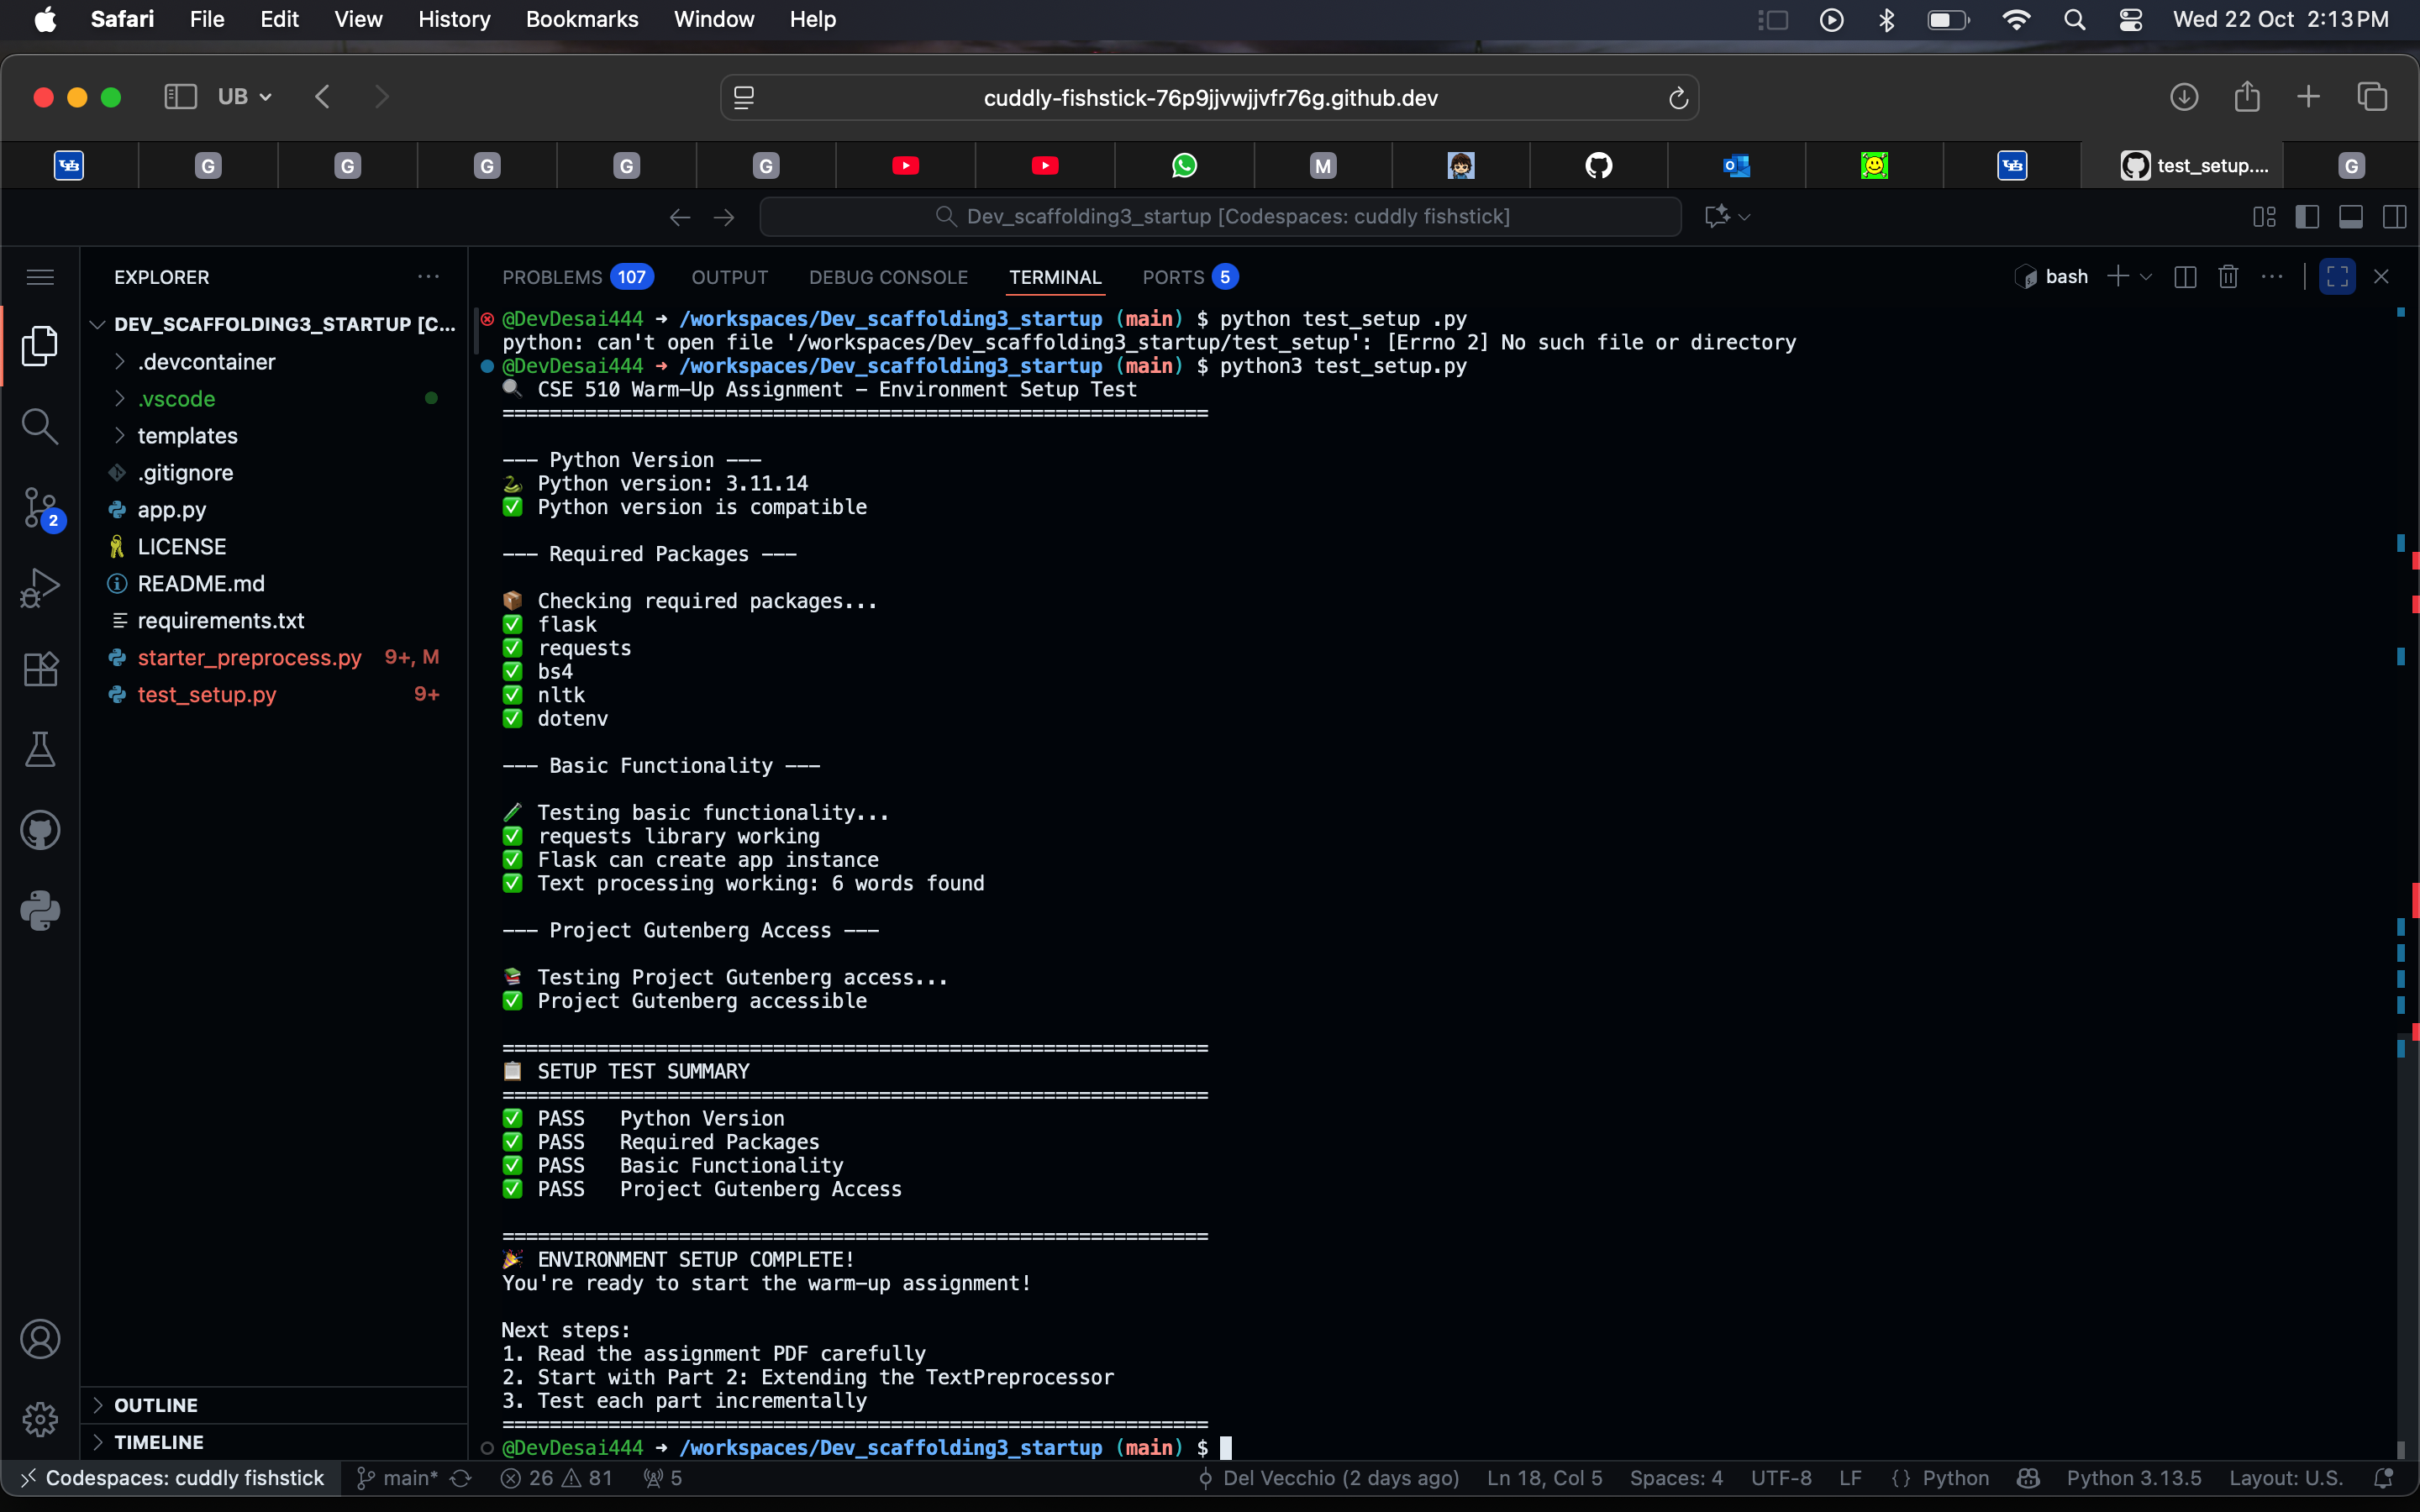 Safari File Edit View History Bookmarks Window Help Wed 22 Oct 2:13 PM
UB cuddly-fishstick-76p9jjvwjjvfr76g.github.dev
UB G G G G G M UB test_setup.... G
Dev_scaffolding3_startup [Codespaces: cuddly fishstick]
EXPLORER
DEV_SCAFFOLDING3_STARTUP [C...
.devcontainer
.vscode
templates
.gitignore
app.py
LICENSE
README.md
requirements.txt
starter_preprocess.py 9+, M
test_setup.py 9+
2
OUTLINE
TIMELINE
PROBLEMS 107 OUTPUT DEBUG CONSOLE TERMINAL PORTS 5 bash
@DevDesai444 → /workspaces/Dev_scaffolding3_startup (main) $ python test_setup .py
python: can't open file '/workspaces/Dev_scaffolding3_startup/test_setup': [Errno 2] No such file or directory
@DevDesai444 → /workspaces/Dev_scaffolding3_startup (main) $ python3 test_setup.py
🔍 CSE 510 Warm-Up Assignment - Environment Setup Test
============================================================
--- Python Version ---
🐍 Python version: 3.11.14
✅ Python version is compatible
--- Required Packages ---
📦 Checking required packages...
✅ flask
✅ requests
✅ bs4
✅ nltk
✅ dotenv
--- Basic Functionality ---
🧪 Testing basic functionality...
✅ requests library working
✅ Flask can create app instance
✅ Text processing working: 6 words found
--- Project Gutenberg Access ---
📚 Testing Project Gutenberg access...
✅ Project Gutenberg accessible
============================================================
📋 SETUP TEST SUMMARY
============================================================
✅ PASS   Python Version
✅ PASS   Required Packages
✅ PASS   Basic Functionality
✅ PASS   Project Gutenberg Access
============================================================
🎉 ENVIRONMENT SETUP COMPLETE!
You're ready to start the warm-up assignment!
Next steps:
1. Read the assignment PDF carefully
2. Start with Part 2: Extending the TextPreprocessor
3. Test each part incrementally
============================================================
@DevDesai444 → /workspaces/Dev_scaffolding3_startup (main) $
Codespaces: cuddly fishstick main* 26 81 5 Del Vecchio (2 days ago) Ln 18, Col 5 Spaces: 4 UTF-8 LF {} Python Python 3.13.5 Layout: U.S.